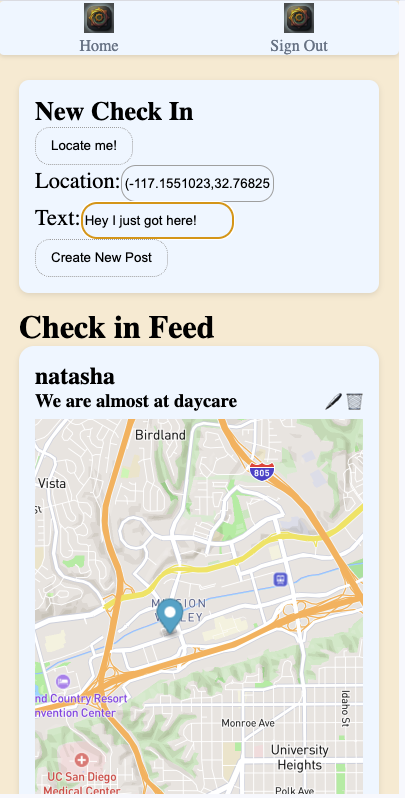 Home Sign Out
New Check In
Locate me!
Location: (-117.1551023,32.76825
Text: Hey I just got here!
Create New Post
Check in Feed
natasha
We are almost at daycare
Birdland
805
Vista
MISSION
VALLEY
nd Country Resort
nvention Center
Idaho St
Monroe Ave
University
Heights
UC San Diego
Medical Center
Polk Ave